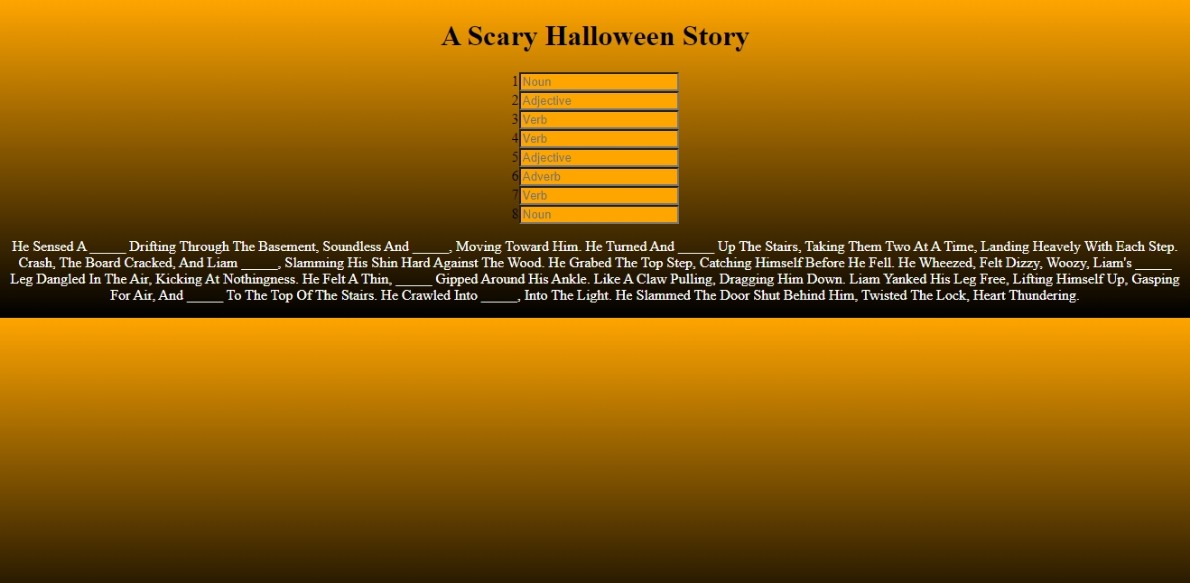 A Scary Halloween Story
1 Noun
2 Adjective
3 Verb
4 Verb
5 Adjective
6 Adverb
7 Verb
8 Noun
He Sensed A _____ Drifting Through The Basement, Soundless And _____, Moving Toward Him. He Turned And _____ Up The Stairs, Taking Them Two At A Time, Landing Heavely With Each Step.
Crash, The Board Cracked, And Liam _____, Slamming His Shin Hard Against The Wood. He Grabed The Top Step, Catching Himself Before He Fell. He Wheezed, Felt Dizzy, Woozy, Liam's _____
Leg Dangled In The Air, Kicking At Nothingness. He Felt A Thin, _____ Gipped Around His Ankle. Like A Claw Pulling, Dragging Him Down. Liam Yanked His Leg Free, Lifting Himself Up, Gasping
For Air, And _____ To The Top Of The Stairs. He Crawled Into _____, Into The Light. He Slammed The Door Shut Behind Him, Twisted The Lock, Heart Thundering.